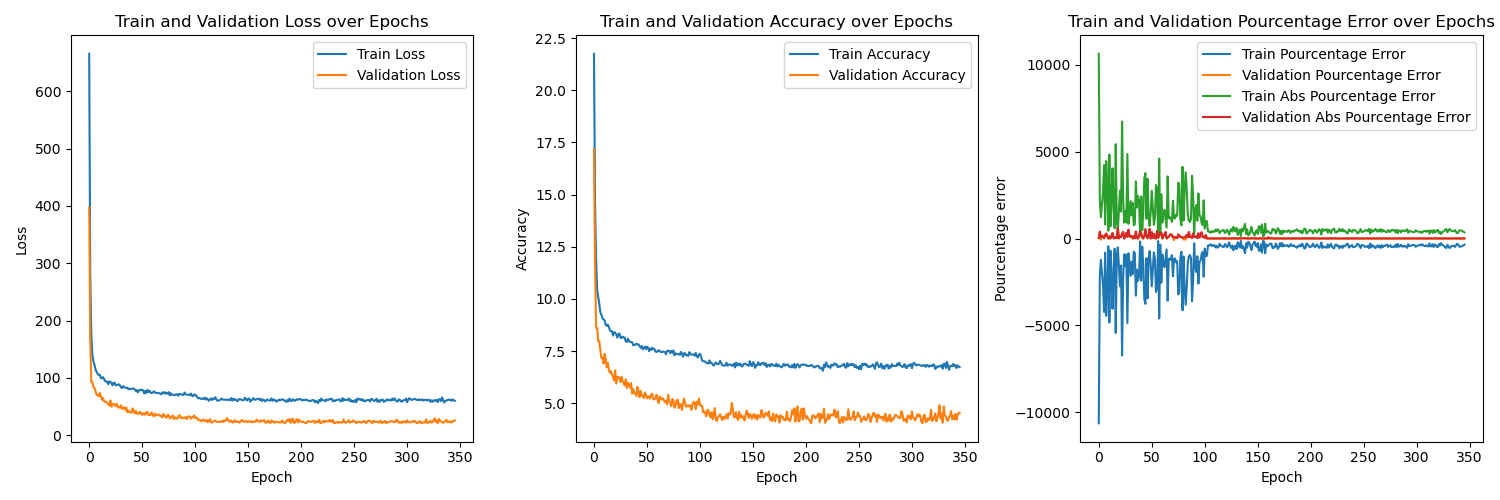 Train and Validation Loss over Epochs
Train Loss
Validation Loss
600
500
400
300
200
100
0
Loss
0 50 100 150 200 250 300 350
Epoch
Train and Validation Accuracy over Epochs
Train Accuracy
Validation Accuracy
22.5
20.0
17.5
15.0
12.5
10.0
7.5
5.0
Accuracy
0 50 100 150 200 250 300 350
Epoch
Train and Validation Pourcentage Error over Epochs
Train Pourcentage Error
Validation Pourcentage Error
Train Abs Pourcentage Error
Validation Abs Pourcentage Error
10000
5000
0
−5000
−10000
Pourcentage error
0 50 100 150 200 250 300 350
Epoch